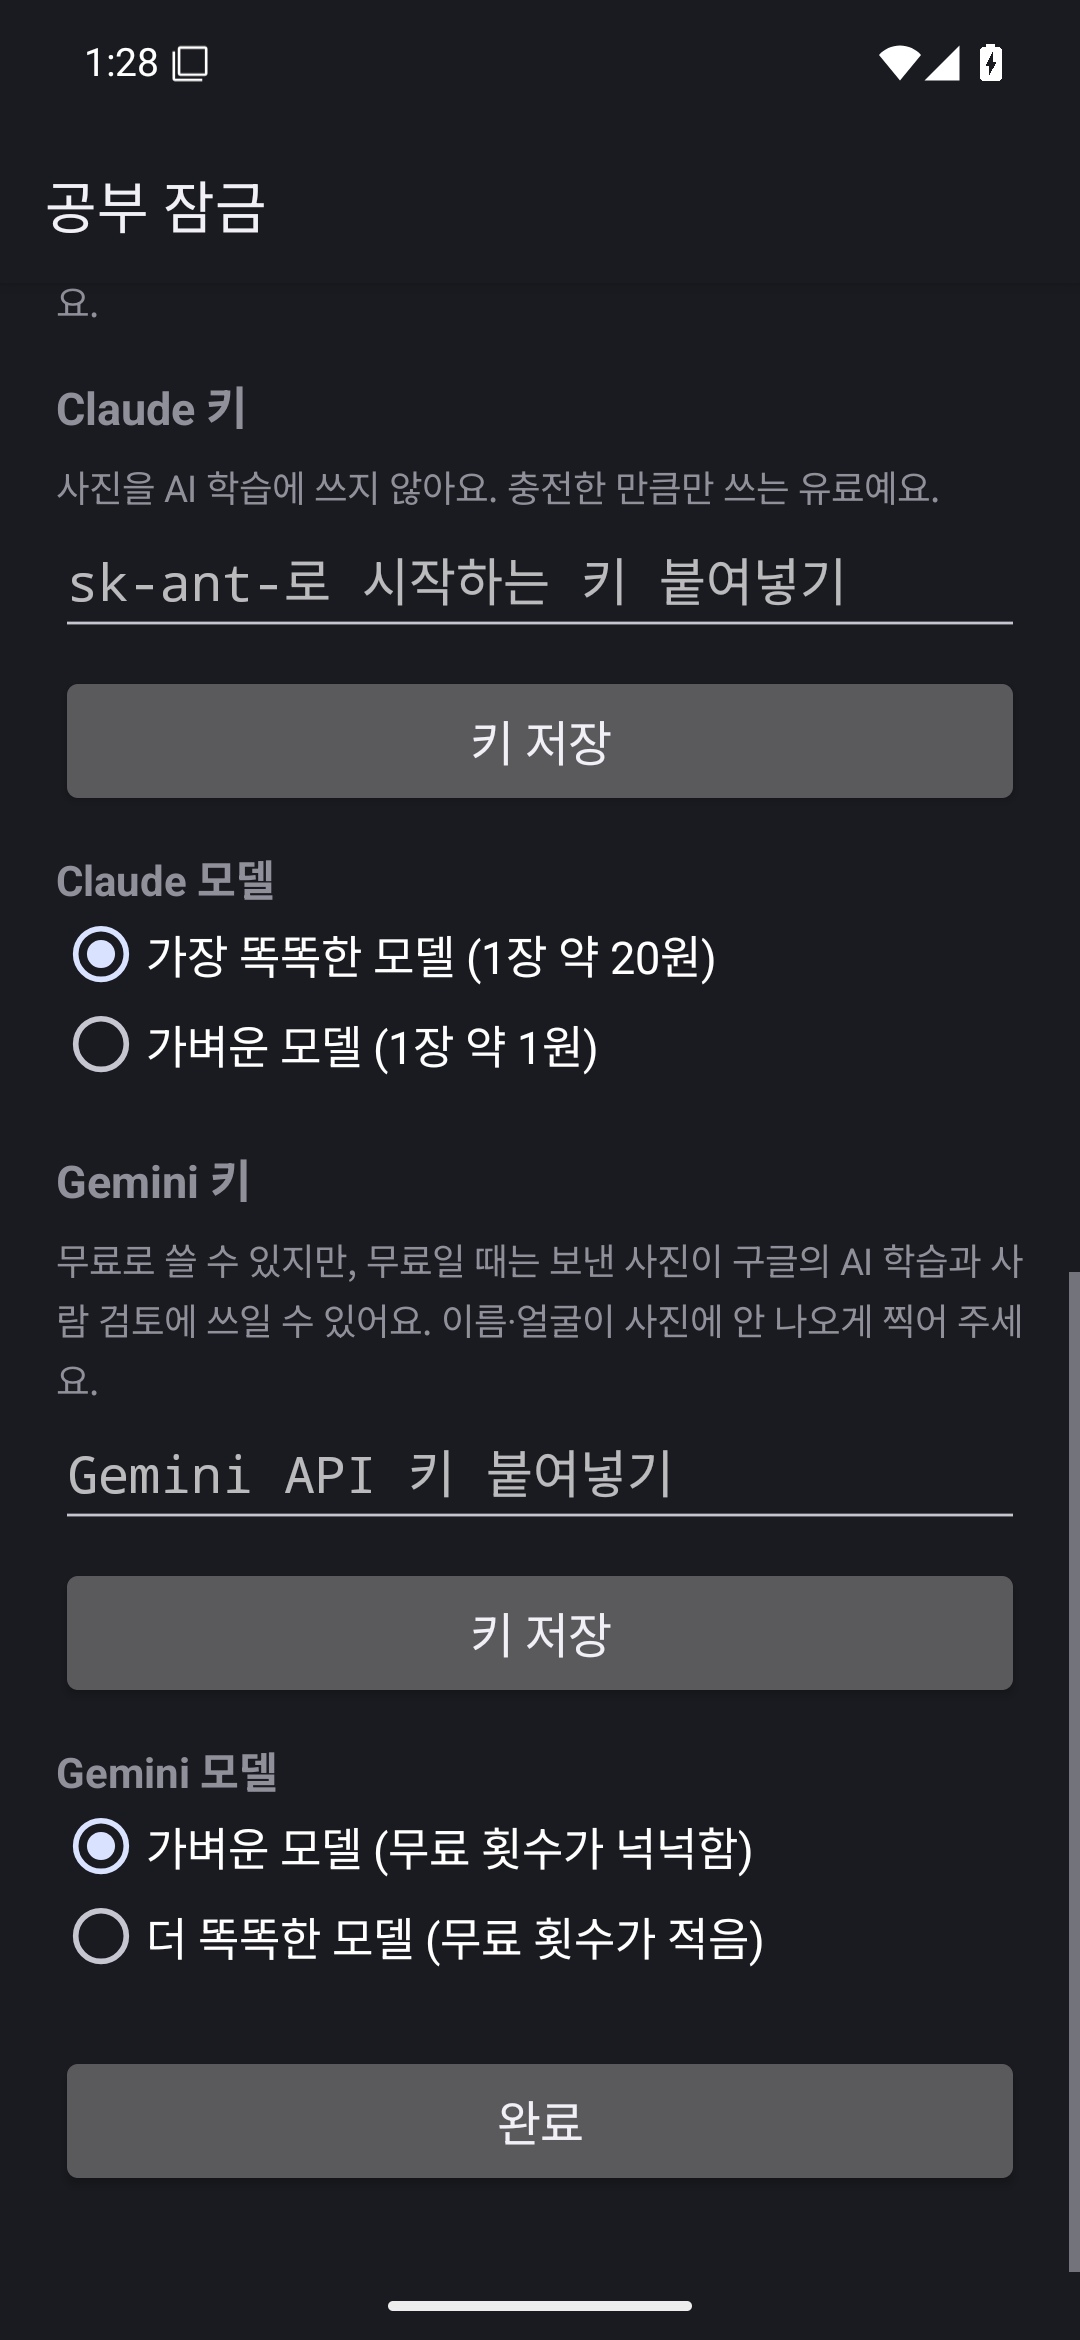 1:28
공부 잠금
요.
Claude 키
사진을 AI 학습에 쓰지 않아요. 충전한 만큼만 쓰는 유료예요.
sk-ant-로 시작하는 키 붙여넣기
키 저장
Claude 모델
가장 똑똑한 모델 (1장 약 20원)
가벼운 모델 (1장 약 1원)
Gemini 키
무료로 쓸 수 있지만, 무료일 때는 보낸 사진이 구글의 AI 학습과 사
람 검토에 쓰일 수 있어요. 이름·얼굴이 사진에 안 나오게 찍어 주세
요.
Gemini API 키 붙여넣기
키 저장
Gemini 모델
가벼운 모델 (무료 횟수가 넉넉함)
더 똑똑한 모델 (무료 횟수가 적음)
완료